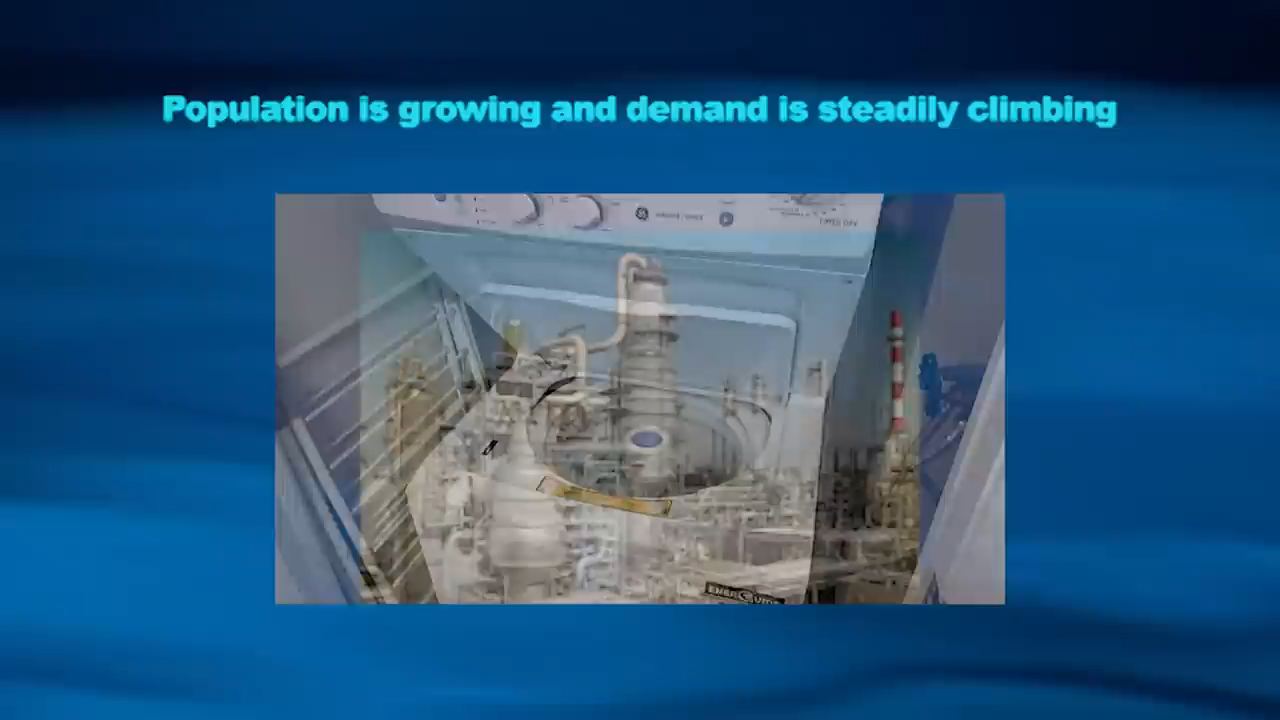 Population is growing and demand is steadily climbing